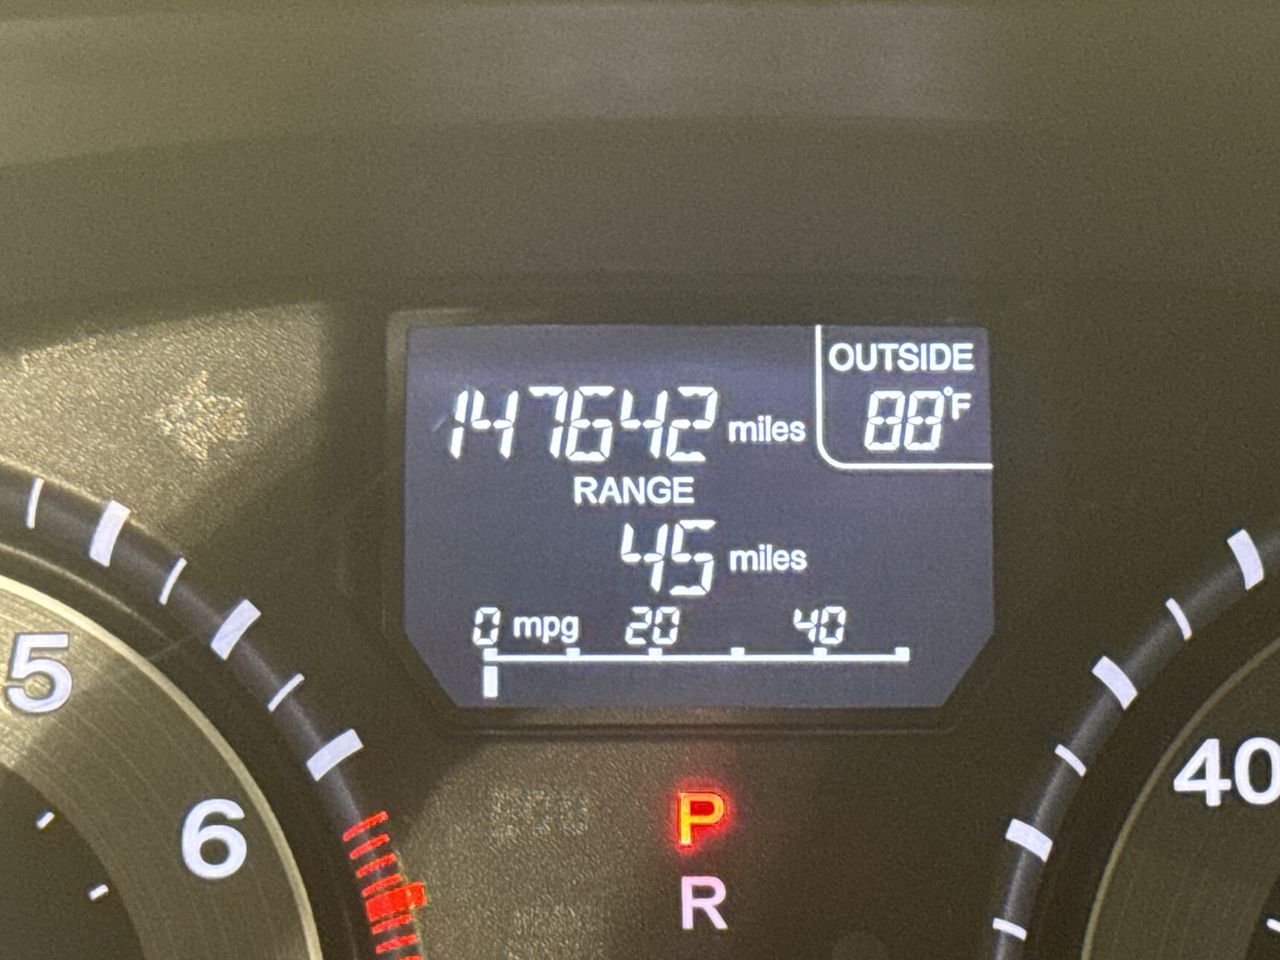 OUTSIDE
147642 miles
88°F
RANGE
45 miles
0 mpg 20 40
5
6
40
P
R